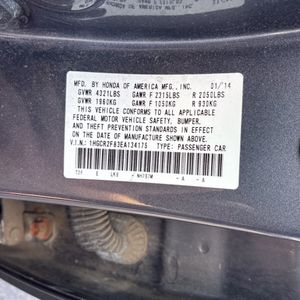 MFD. BY HONDA OF AMERICA MFG., INC. 01/14
GVWR 4321LBS GAWR F 2315LBS R 2050LBS
GVWR 1960KG GAWR F 1050KG R 930KG
THIS VEHICLE CONFORMS TO ALL APPLICABLE
FEDERAL MOTOR VEHICLE SAFETY, BUMPER,
AND THEFT PREVENTION STANDARDS IN EFFECT ON
THE DATE OF MANUFACTURE SHOWN ABOVE.
V.I.N.: 1HGCR2F83EA134175 TYPE: PASSENGER CAR